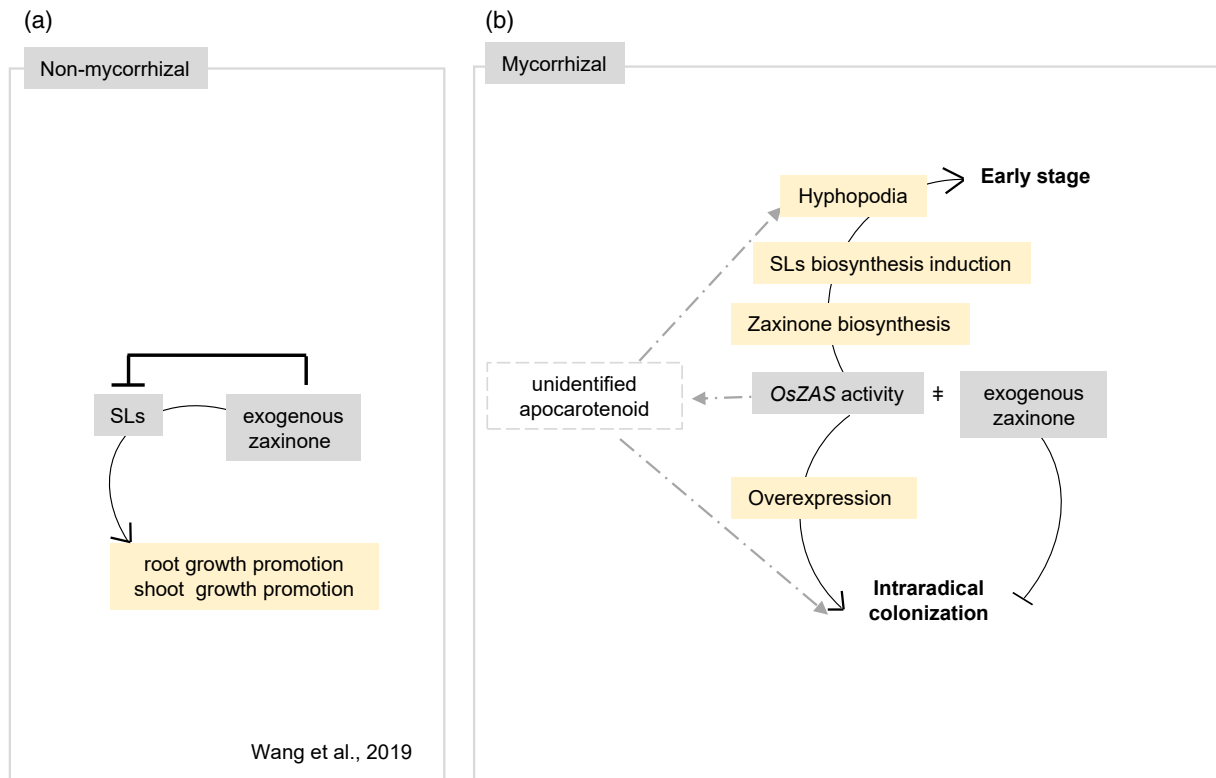 (a)
Non-mycorrhizal
SLs
exogenous
zaxinone
root growth promotion
shoot growth promotion
Wang et al., 2019
(b)
Mycorrhizal
Early stage
Hyphopodia
SLs biosynthesis induction
Zaxinone biosynthesis
unidentified
apocarotenoid
OsZAS activity
ǂ
exogenous
zaxinone
Overexpression
Intraradical
colonization